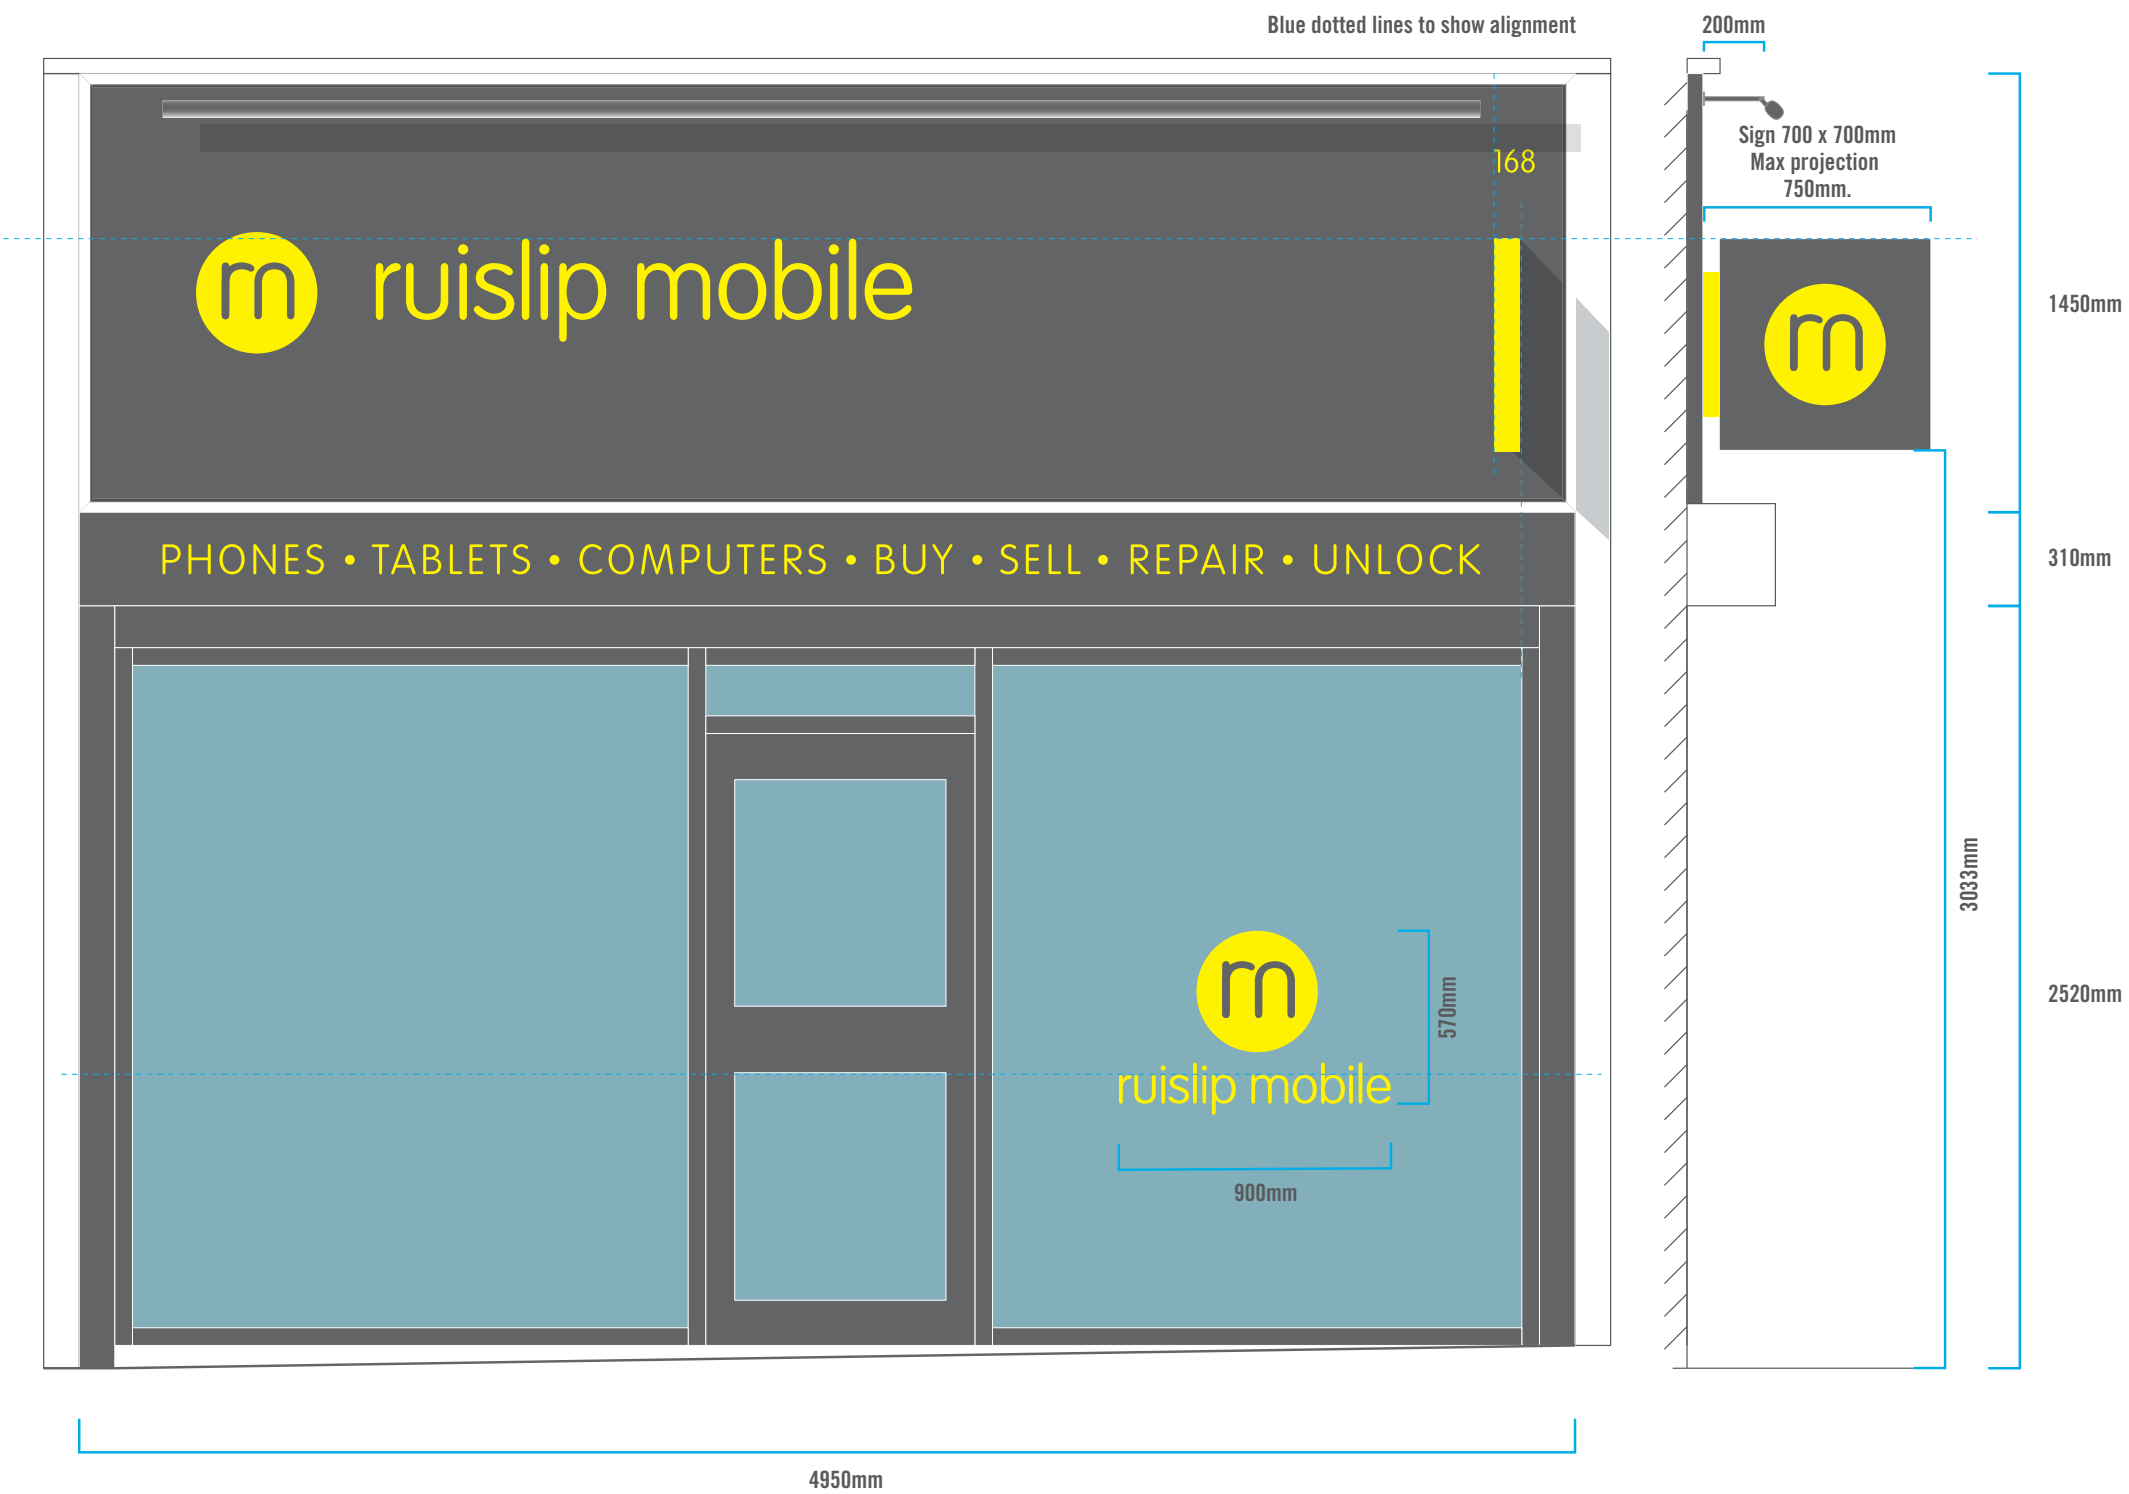 Blue dotted lines to show alignment
200mm
Sign 700 x 700mm
Max projection
750mm.
168
m ruislip mobile
m
1450mm
PHONES • TABLETS • COMPUTERS • BUY • SELL • REPAIR • UNLOCK
310mm
3033mm
2520mm
m
570mm
ruislip mobile
900mm
4950mm